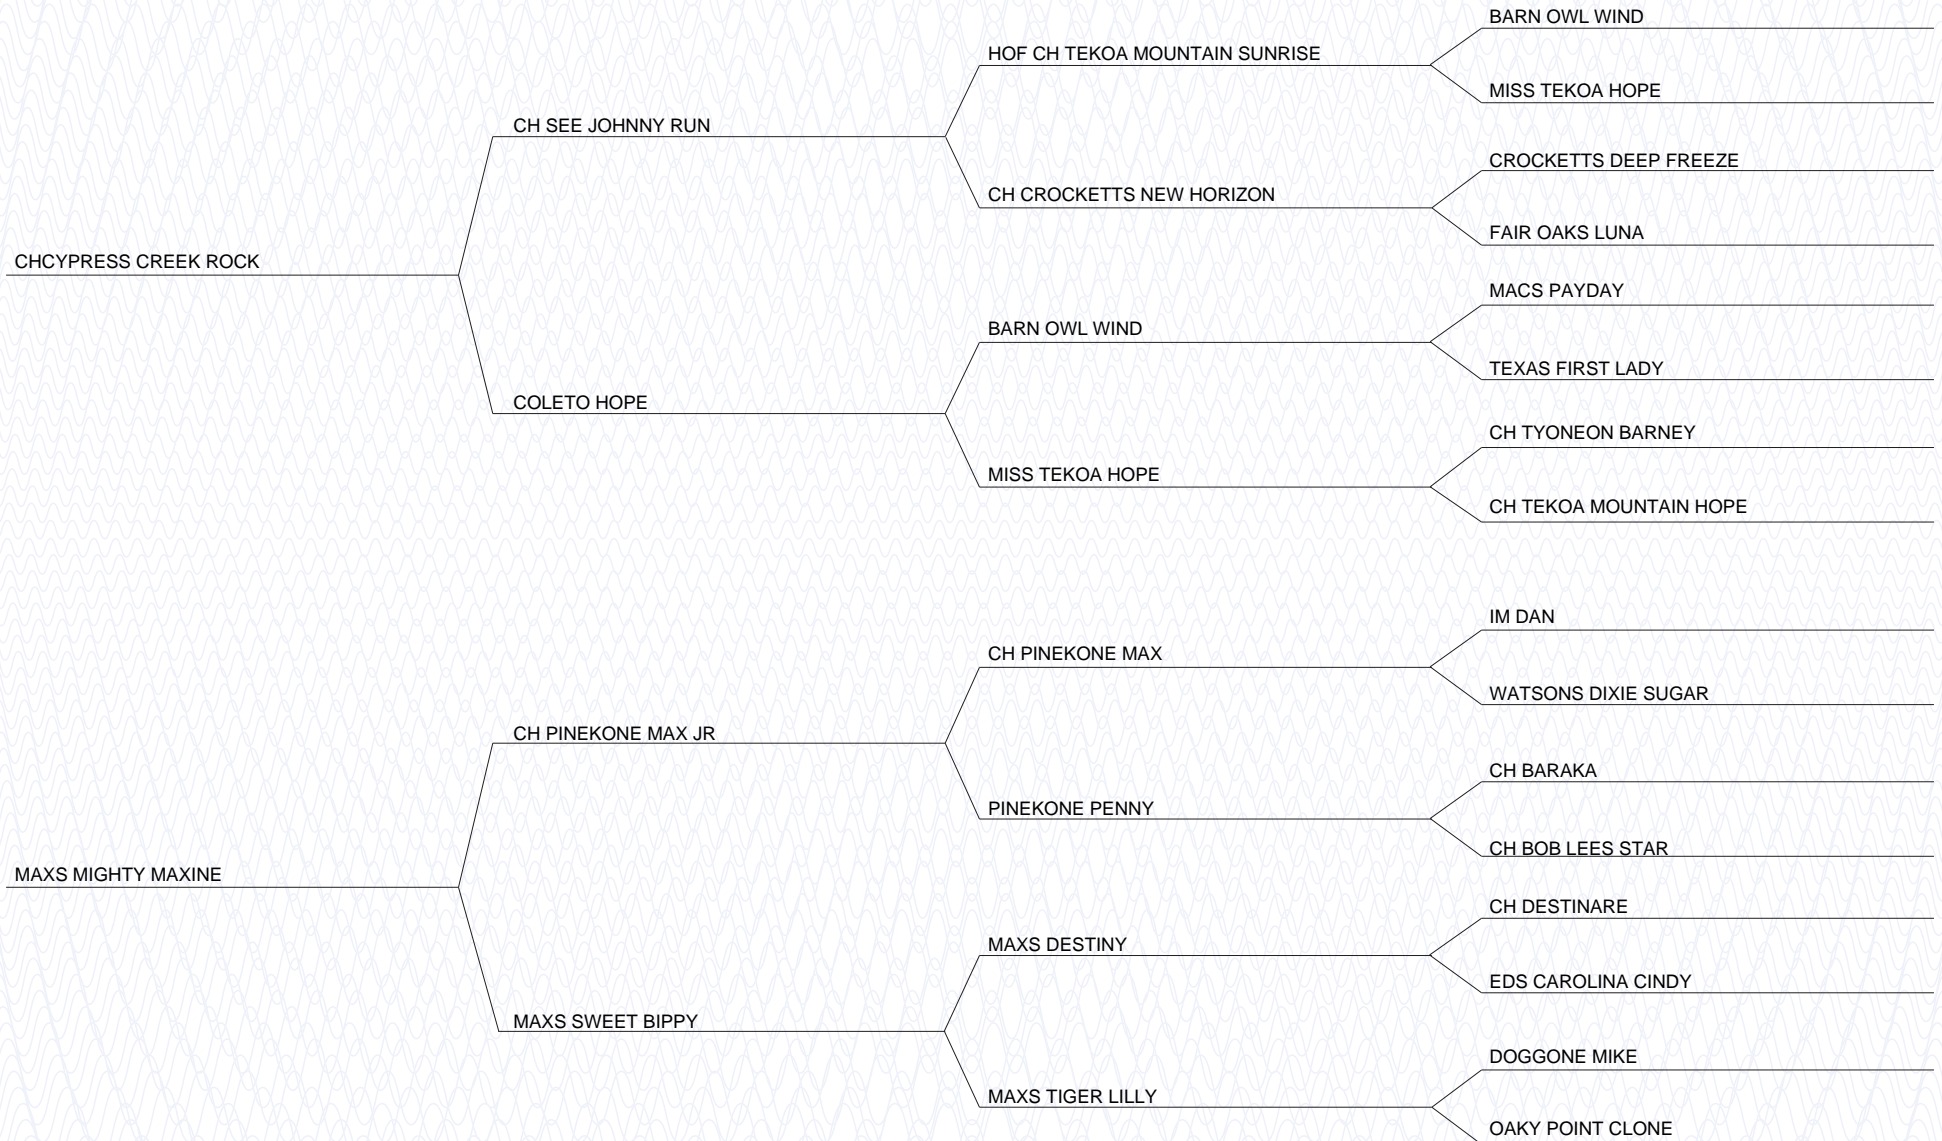 BARN OWL WIND
HOF CH TEKOA MOUNTAIN SUNRISE
MISS TEKOA HOPE
CH SEE JOHNNY RUN
CROCKETTS DEEP FREEZE
CH CROCKETTS NEW HORIZON
FAIR OAKS LUNA
CHCYPRESS CREEK ROCK
MACS PAYDAY
BARN OWL WIND
TEXAS FIRST LADY
COLETO HOPE
CH TYONEON BARNEY
MISS TEKOA HOPE
CH TEKOA MOUNTAIN HOPE
IM DAN
CH PINEKONE MAX
WATSONS DIXIE SUGAR
CH PINEKONE MAX JR
CH BARAKA
PINEKONE PENNY
CH BOB LEES STAR
MAXS MIGHTY MAXINE
CH DESTINARE
MAXS DESTINY
EDS CAROLINA CINDY
MAXS SWEET BIPPY
DOGGONE MIKE
MAXS TIGER LILLY
OAKY POINT CLONE